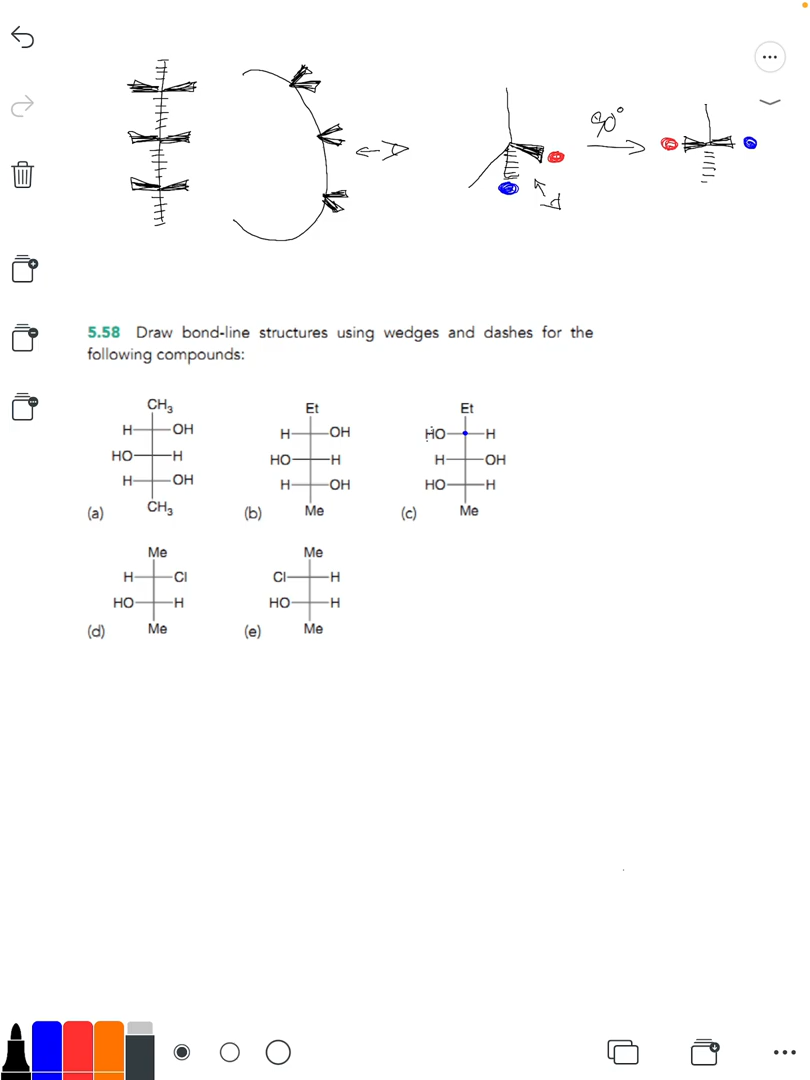 90°
5.58 Draw bond-line structures using wedges and dashes for the
following compounds:
CH3
H OH
HO H
H OH
CH3
(a)
Et
H OH
HO H
H OH
Me
(b)
Et
HO H
H OH
HO H
Me
(c)
Me
H Cl
HO H
Me
(d)
Me
Cl H
HO H
Me
(e)